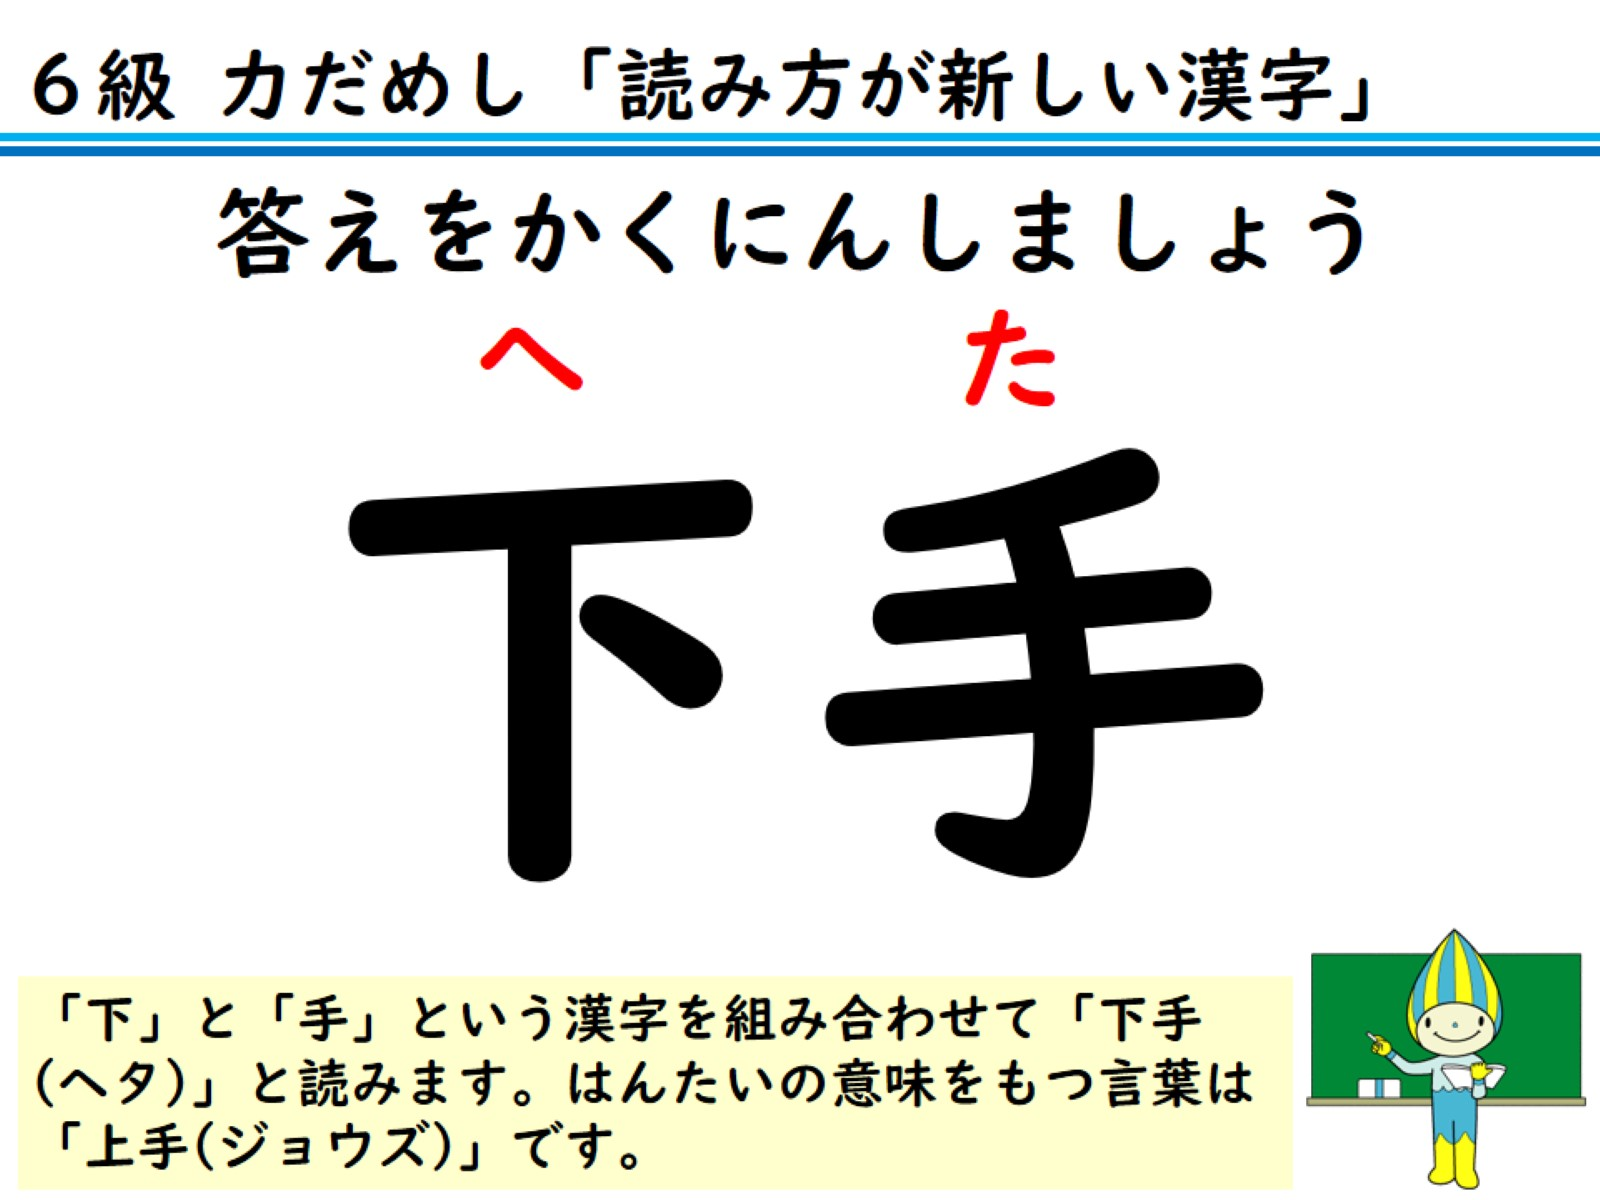 ６級 力だめし「読み方が新しい漢字」
答えをかくにんしましょう
へ た
下手
「下」と「手」という漢字を組み合わせて「下手
(ヘタ)」と読みます。はんたいの意味をもつ言葉は
「上手(ジョウズ)」です。